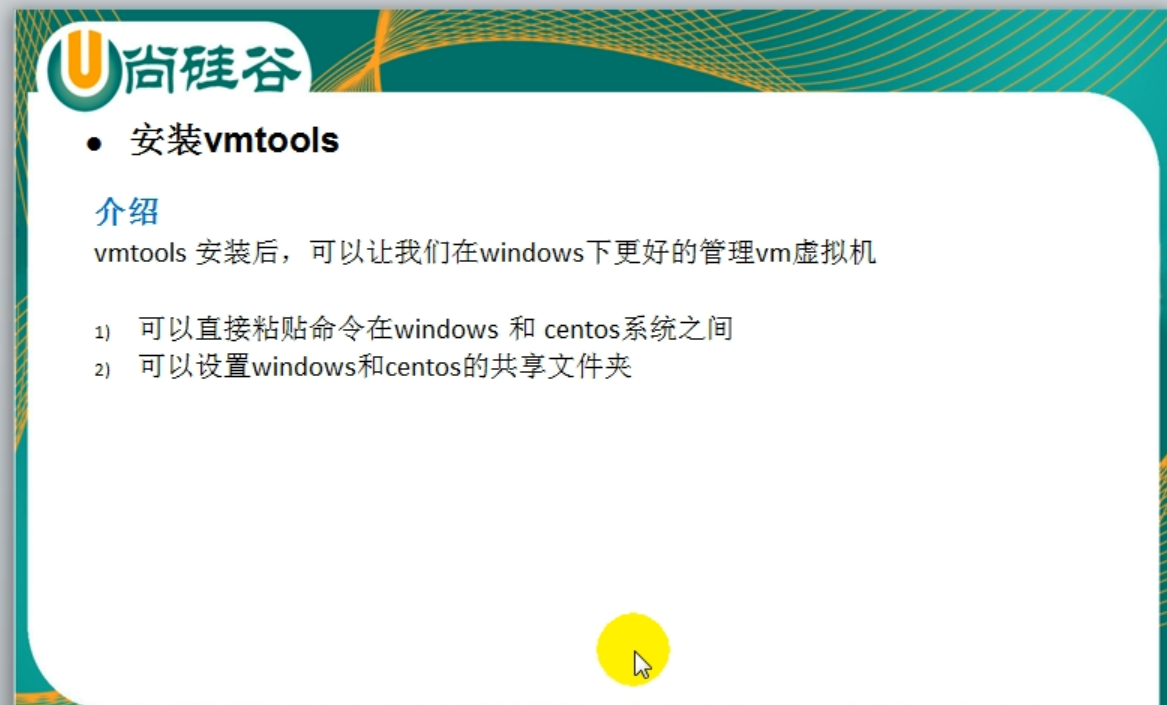 尚硅谷
• 安装vmtools
介绍
vmtools 安装后，可以让我们在windows下更好的管理vm虚拟机
1) 可以直接粘贴命令在windows 和 centos系统之间
2) 可以设置windows和centos的共享文件夹